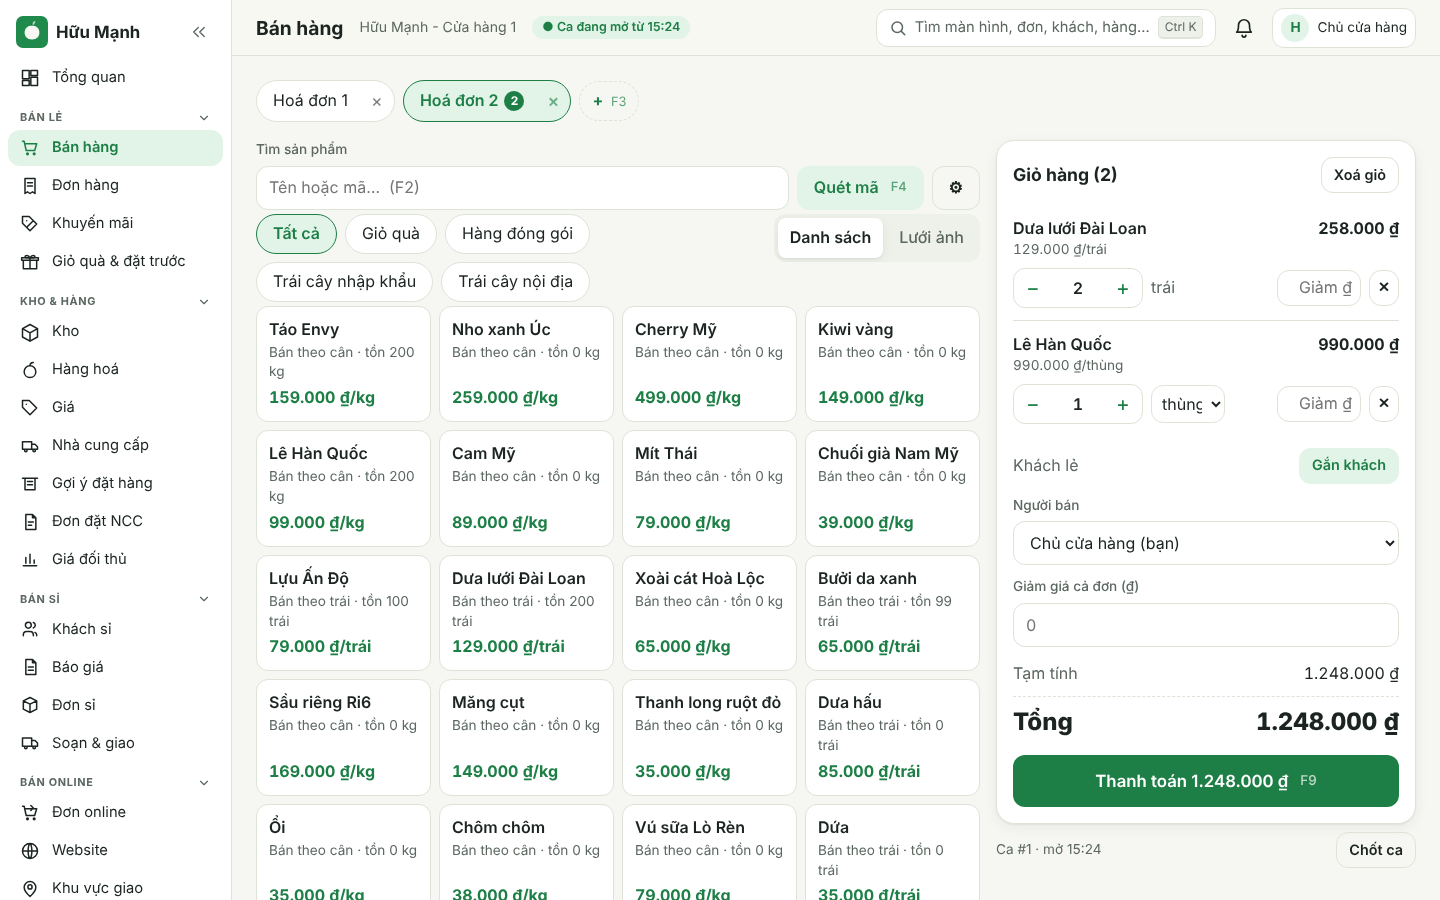 Hữu Mạnh
Tổng quan
BÁN LẺ
Bán hàng
Đơn hàng
Khuyến mãi
Giỏ quà & đặt trước
KHO & HÀNG
Kho
Hàng hoá
Giá
Nhà cung cấp
Gợi ý đặt hàng
Đơn đặt NCC
Giá đối thủ
BÁN SỈ
Khách sỉ
Báo giá
Đơn sỉ
Soạn & giao
BÁN ONLINE
Đơn online
Website
Khu vực giao
Bán hàng
Hữu Mạnh - Cửa hàng 1
Ca đang mở từ 15:24
Tìm màn hình, đơn, khách, hàng...
Ctrl K
H
Chủ cửa hàng
Hoá đơn 1 ×
Hoá đơn 2 2 ×
+ F3
Tìm sản phẩm
Tên hoặc mã... (F2)
Quét mã F4
Tất cả
Giỏ quà
Hàng đóng gói
Trái cây nhập khẩu
Trái cây nội địa
Danh sách
Lưới ảnh
Táo Envy
Bán theo cân · tồn 200
kg
159.000 ₫/kg
Nho xanh Úc
Bán theo cân · tồn 0 kg
259.000 ₫/kg
Cherry Mỹ
Bán theo cân · tồn 0 kg
499.000 ₫/kg
Kiwi vàng
Bán theo cân · tồn 0 kg
149.000 ₫/kg
Lê Hàn Quốc
Bán theo cân · tồn 200
kg
99.000 ₫/kg
Cam Mỹ
Bán theo cân · tồn 0 kg
89.000 ₫/kg
Mít Thái
Bán theo cân · tồn 0 kg
79.000 ₫/kg
Chuối già Nam Mỹ
Bán theo cân · tồn 0 kg
39.000 ₫/kg
Lựu Ấn Độ
Bán theo trái · tồn 100
trái
79.000 ₫/trái
Dưa lưới Đài Loan
Bán theo trái · tồn 200
trái
129.000 ₫/trái
Xoài cát Hoà Lộc
Bán theo cân · tồn 0 kg
65.000 ₫/kg
Bưởi da xanh
Bán theo trái · tồn 99
trái
65.000 ₫/trái
Sầu riêng Ri6
Bán theo cân · tồn 0 kg
169.000 ₫/kg
Măng cụt
Bán theo cân · tồn 0 kg
149.000 ₫/kg
Thanh long ruột đỏ
Bán theo cân · tồn 0 kg
35.000 ₫/kg
Dưa hấu
Bán theo trái · tồn 0
trái
85.000 ₫/trái
Ổi
Bán theo cân · tồn 0 kg
35.000 ₫/kg
Chôm chôm
Bán theo cân · tồn 0 kg
38.000 ₫/kg
Vú sữa Lò Rèn
Bán theo cân · tồn 0 kg
79.000 ₫/kg
Dứa
Bán theo trái · tồn 0
trái
35.000 ₫/trái
Giỏ hàng (2)
Xoá giỏ
Dưa lưới Đài Loan 258.000 ₫
129.000 ₫/trái
− 2 + trái Giảm ₫ ×
Lê Hàn Quốc 990.000 ₫
990.000 ₫/thùng
− 1 + thùng Giảm ₫ ×
Khách lẻ
Gắn khách
Người bán
Chủ cửa hàng (bạn)
Giảm giá cả đơn (₫)
0
Tạm tính 1.248.000 ₫
Tổng 1.248.000 ₫
Thanh toán 1.248.000 ₫ F9
Ca #1 · mở 15:24
Chốt ca